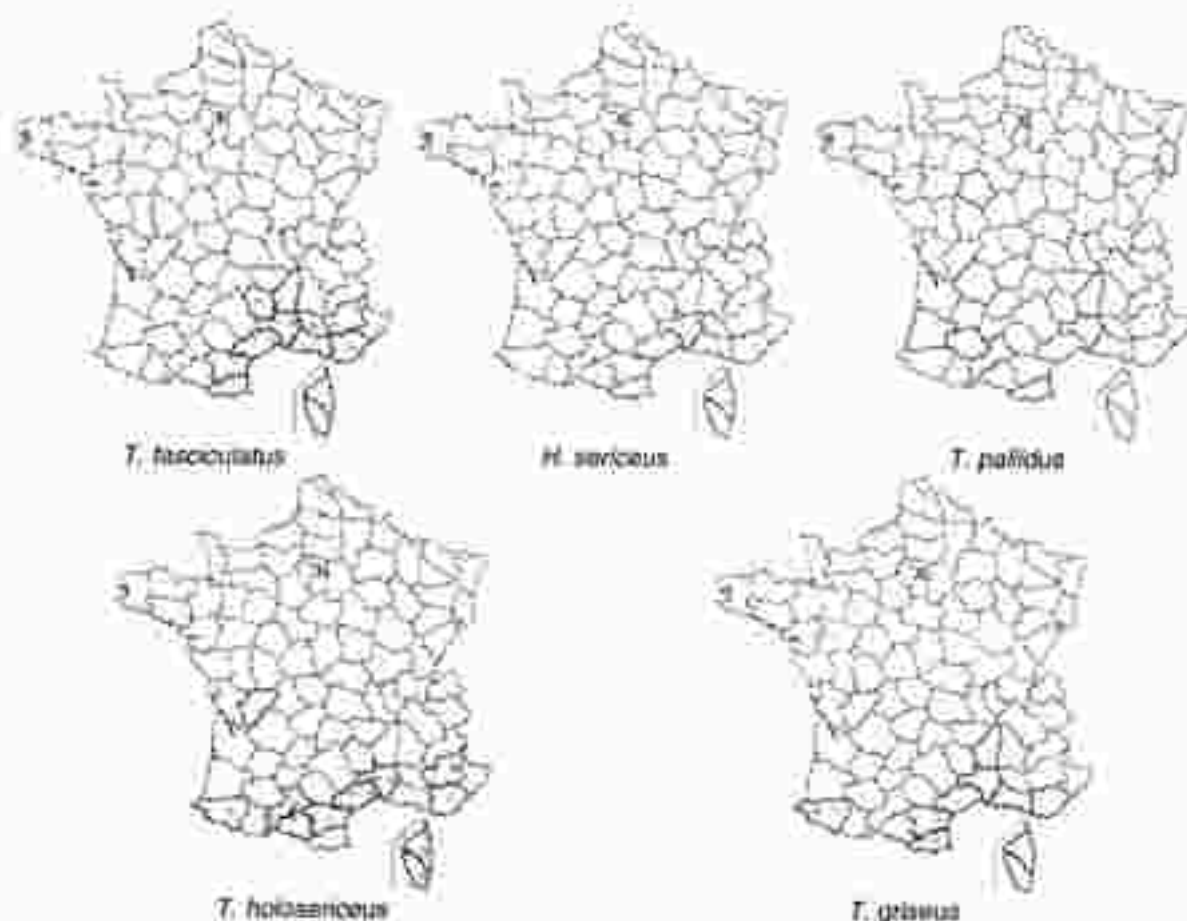 T. fasciculatus
H. sericeus
T. pallidus
T. holosericeus
T. griseus